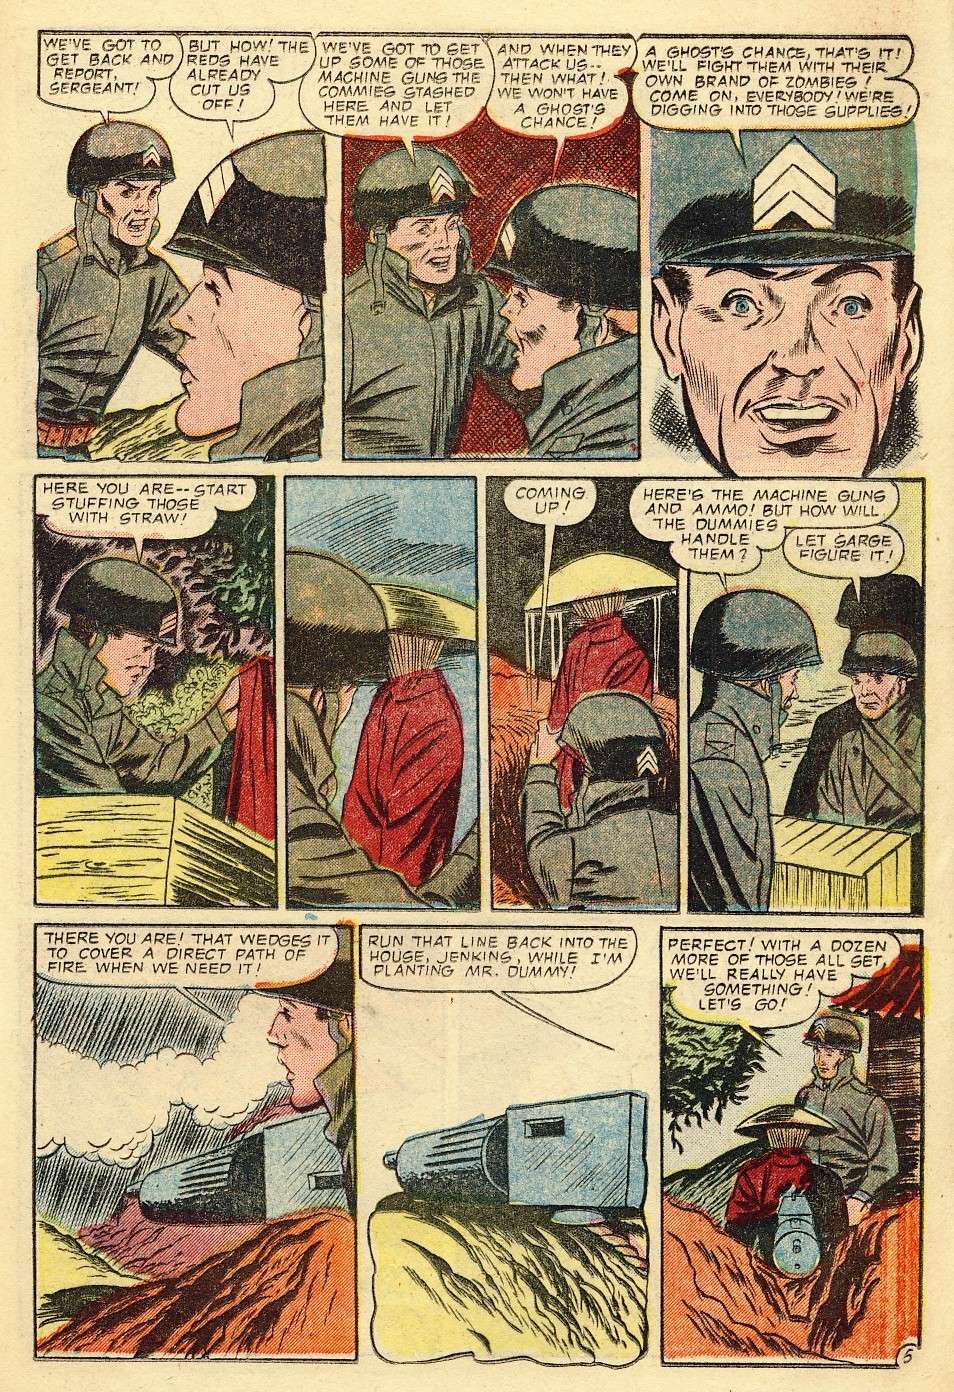 WE'VE GOT TO
GET BACK AND
REPORT,
SERGEANT!
BUT HOW! THE
REDS HAVE
ALREADY
CUT US
OFF!
WE'VE GOT TO SET
UP SOME OF THOSE
MACHINE GUNS THE
COMMIES STASHED
HERE AND LET
THEM HAVE IT!
AND WHEN THEY
ATTACK US--
THEN WHAT!
WE WON'T HAVE
A GHOST'S
CHANCE!
A GHOST'S CHANCE, THAT'S IT!
WE'LL FIGHT THEM WITH THEIR
OWN BRAND OF ZOMBIES!
COME ON, EVERYBODY! WE'RE
DIGGING INTO THOSE SUPPLIES!
HERE YOU ARE-- START
STUFFING THOSE
WITH STRAW!
COMING
UP!
HERE'S THE MACHINE GUNS
AND AMMO! BUT HOW WILL
THE DUMMIES
HANDLE
THEM?
LET SARGE
FIGURE IT!
THERE YOU ARE! THAT WEDGES IT
TO COVER A DIRECT PATH OF
FIRE WHEN WE NEED IT!
RUN THAT LINE BACK INTO THE
HOUSE, JENKINS, WHILE I'M
PLANTING MR. DUMMY!
PERFECT! WITH A DOZEN
MORE OF THOSE ALL SET,
WE'LL REALLY HAVE
SOMETHING!
LET'S GO!
5